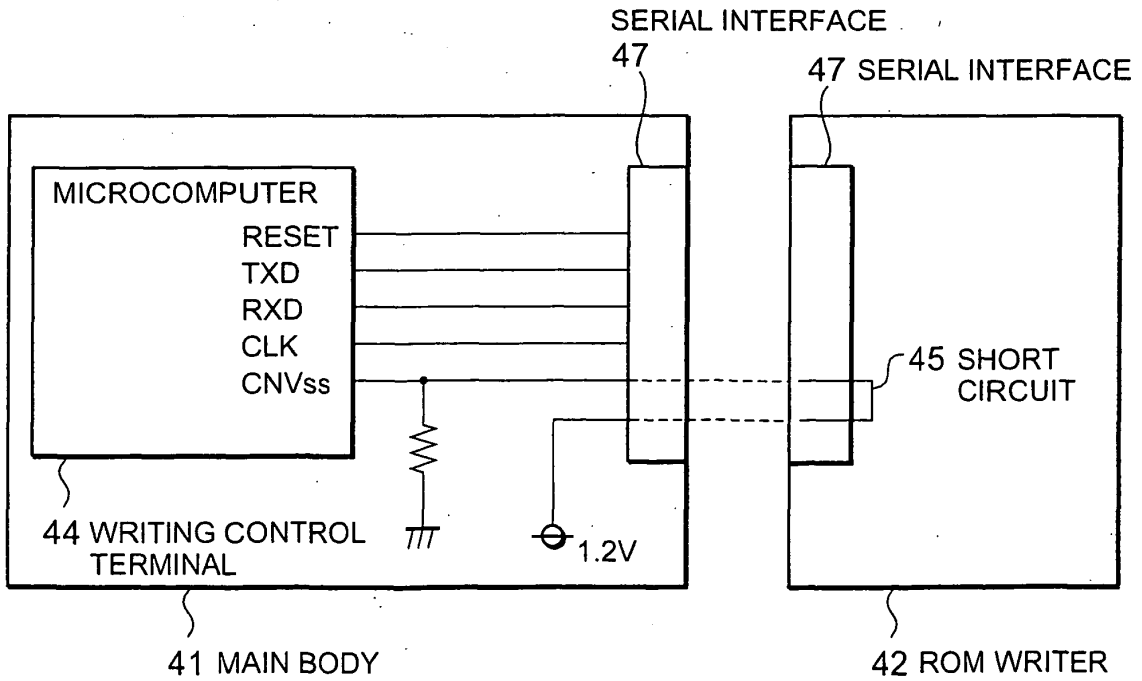 SERIAL INTERFACE
47
47 SERIAL INTERFACE
MICROCOMPUTER
RESET
TXD
RXD
CLK
CNVss
45 SHORT
CIRCUIT
44 WRITING CONTROL
TERMINAL
1.2V
41 MAIN BODY
42 ROM WRITER